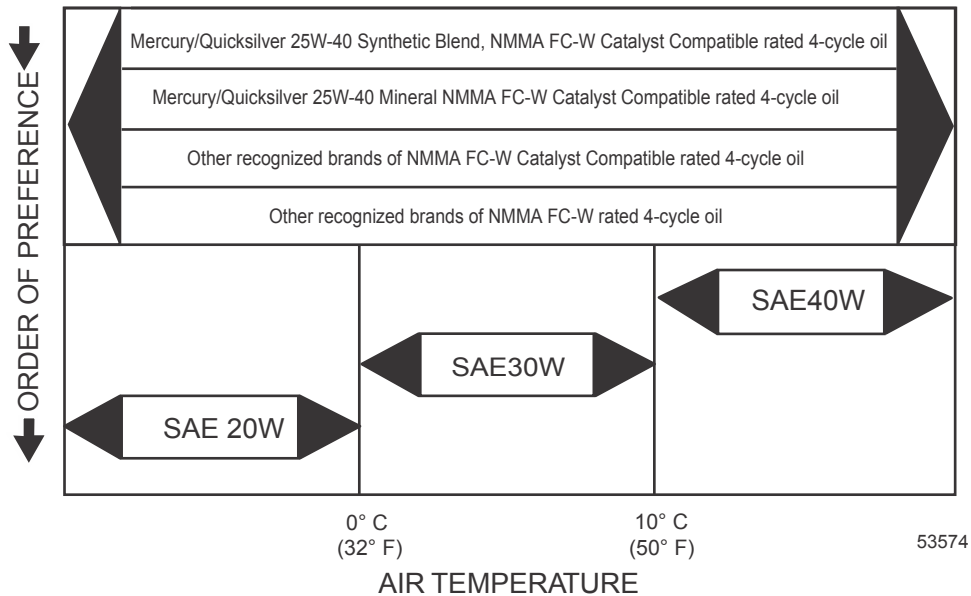 ORDER OF PREFERENCE
Mercury/Quicksilver 25W-40 Synthetic Blend, NMMA FC-W Catalyst Compatible rated 4-cycle oil
Mercury/Quicksilver 25W-40 Mineral NMMA FC-W Catalyst Compatible rated 4-cycle oil
Other recognized brands of NMMA FC-W Catalyst Compatible rated 4-cycle oil
Other recognized brands of NMMA FC-W rated 4-cycle oil
SAE40W
SAE30W
SAE 20W
0° C
(32° F)
10° C
(50° F)
53574
AIR TEMPERATURE